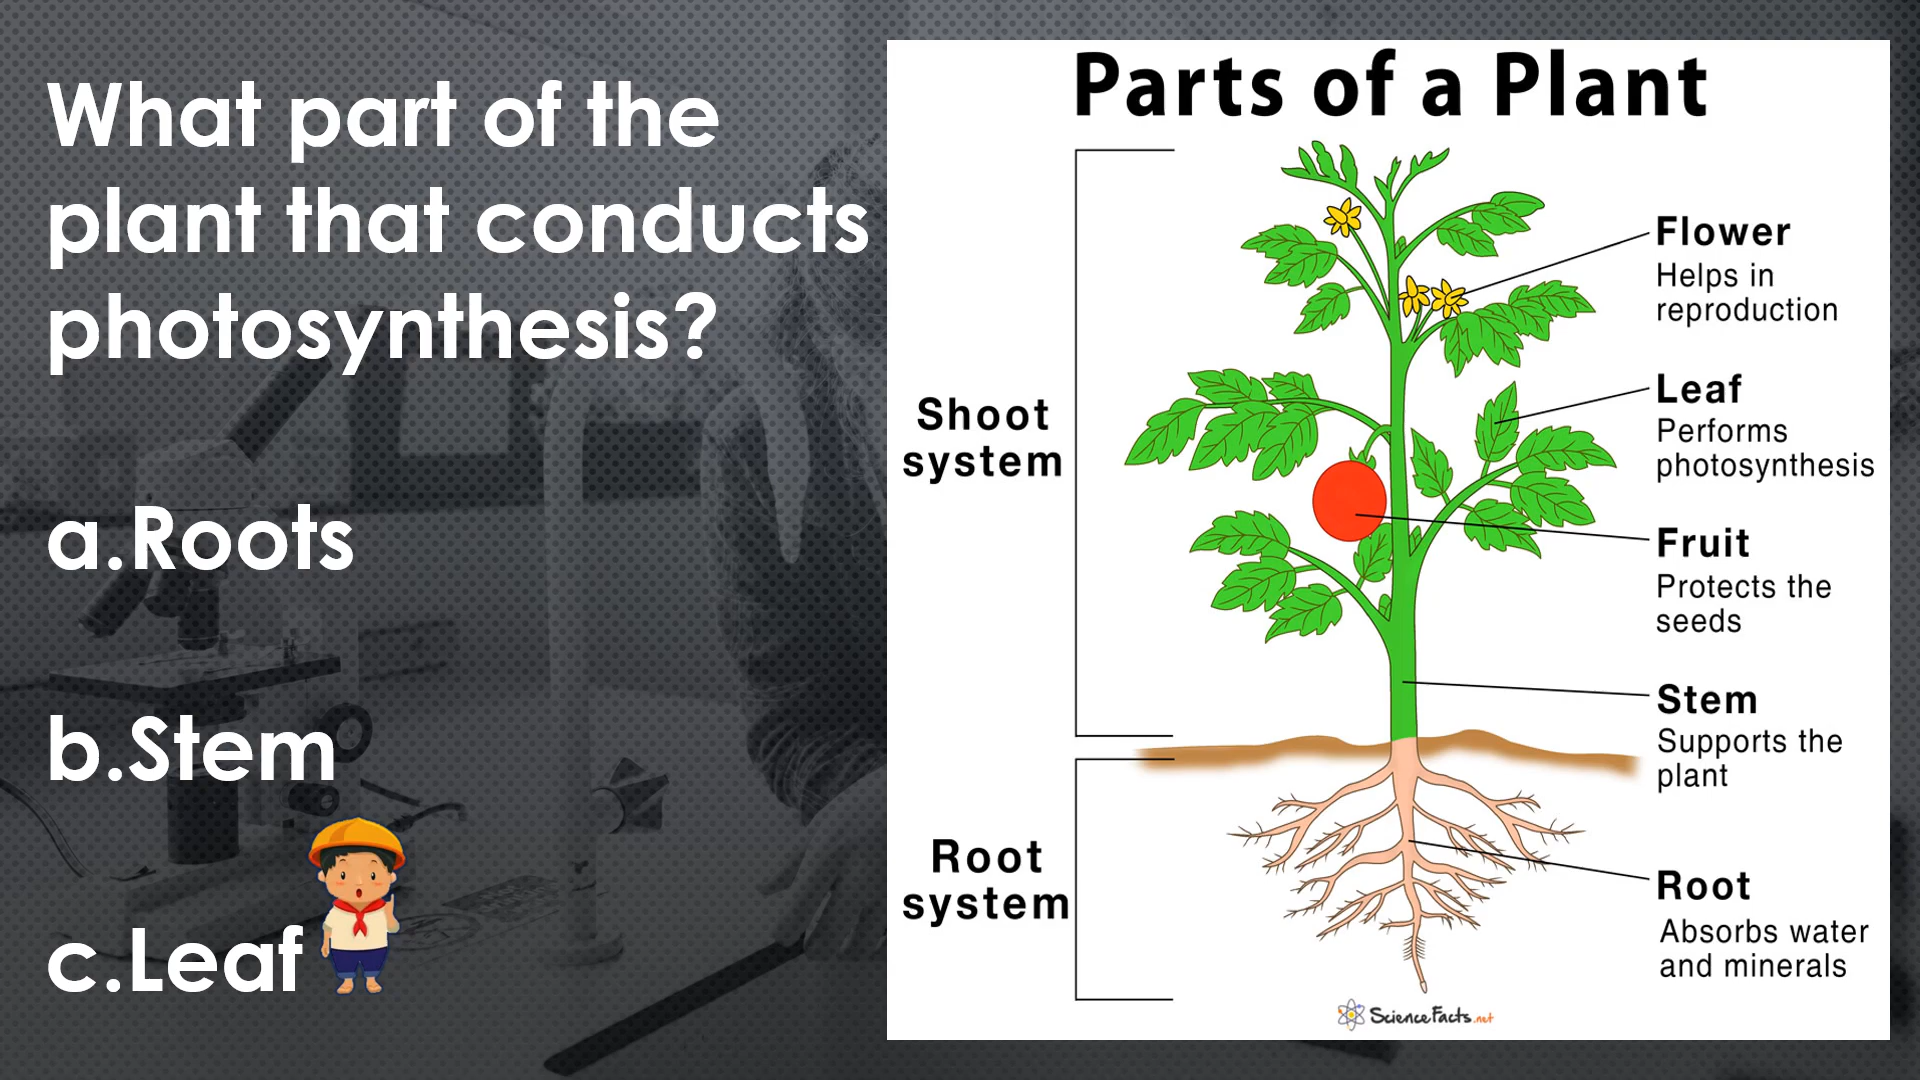 What part of the
plant that conducts
photosynthesis?
a.Roots
b.Stem
c.Leaf
Parts of a Plant
Shoot
system
Root
system
Flower
Helps in
reproduction
Leaf
Performs
photosynthesis
Fruit
Protects the
seeds
Stem
Supports the
plant
Root
Absorbs water
and minerals
ScienceFacts.net